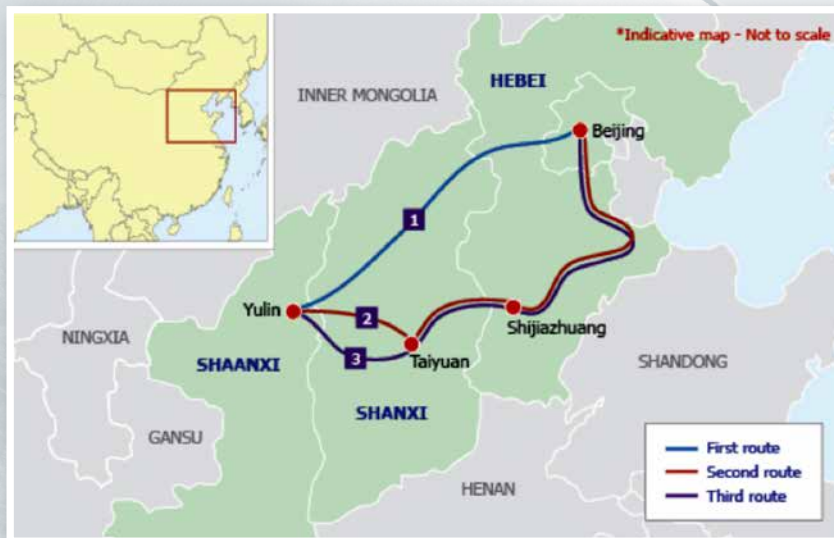 *Indicative map - Not to scale
HEBEI
INNER MONGOLIA
Beijing
1
Yulin
2
Shijiazhuang
NINGXIA
3
Taiyuan
SHAANXI
SHANDONG
SHANXI
GANSU
First route
Second route
HENAN
Third route